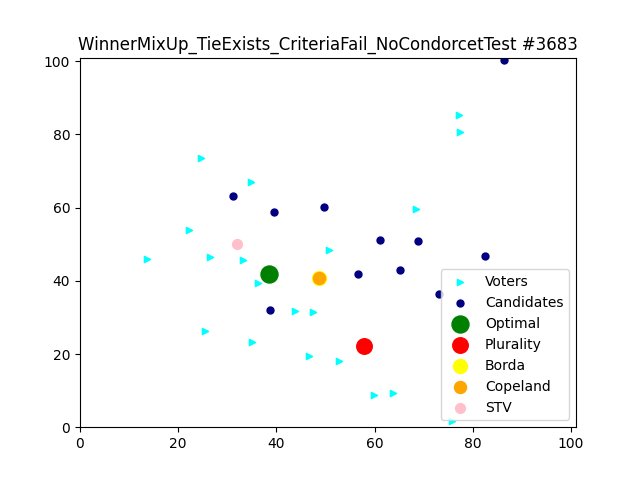 WinnerMixUp_TieExists_CriteriaFail_NoCondorcetTest #3683
100
80
60
40
20
0
0
20
40
60
80
100
Voters
Candidates
Optimal
Plurality
Borda
Copeland
STV